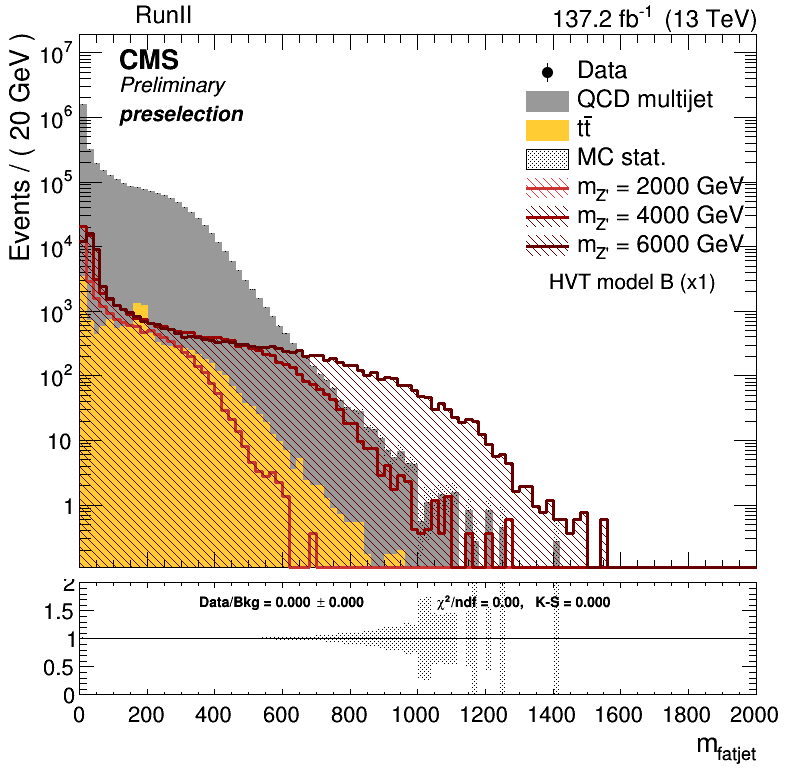 RunII
137.2 fb⁻¹ (13 TeV)
Events / ( 20 GeV )
10⁷
10⁶
10⁵
10⁴
10³
10²
10
1
CMS
Preliminary
preselection
Data
QCD multijet
tt̄
MC stat.
m_Z' = 2000 GeV
m_Z' = 4000 GeV
m_Z' = 6000 GeV
HVT model B (x1)
2
1.5
1
0.5
0
Data/Bkg = 0.000 ± 0.000
χ²/ndf = 0.00, K-S = 0.000
0 200 400 600 800 1000 1200 1400 1600 1800 2000
m_fatjet